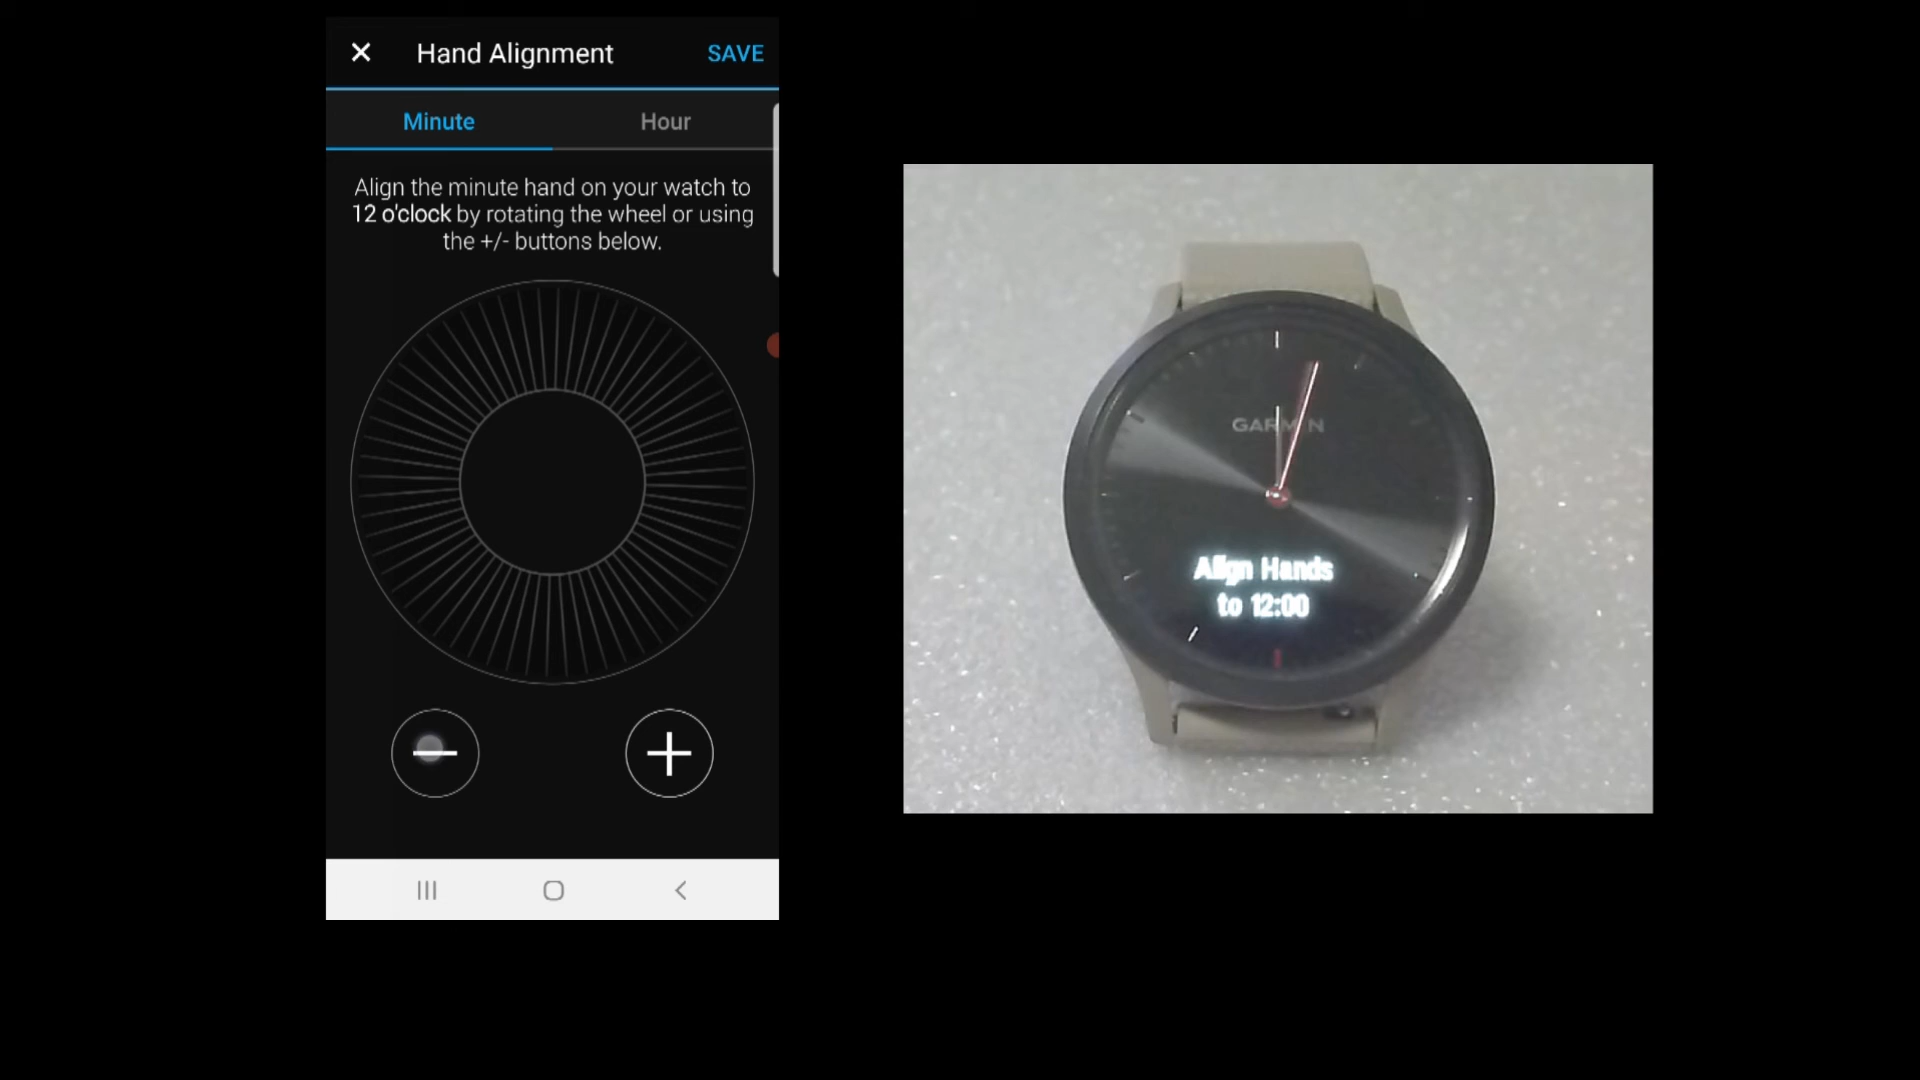 Hand Alignment
SAVE
Minute
Hour
Align the minute hand on your watch to
12 o'clock by rotating the wheel or using
the +/- buttons below.
GARMIN
Align Hands
to 12:00